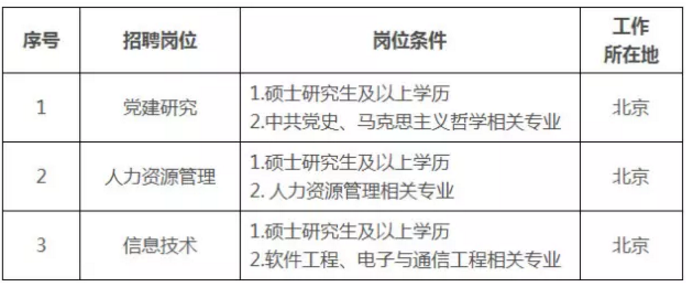 序号 招聘岗位 岗位条件 工作
所在地
1 党建研究 1.硕士研究生及以上学历
2.中共党史、马克思主义哲学相关专业 北京
2 人力资源管理 1.硕士研究生及以上学历
2. 人力资源管理相关专业 北京
3 信息技术 1.硕士研究生及以上学历
2.软件工程、电子与通信工程相关专业 北京